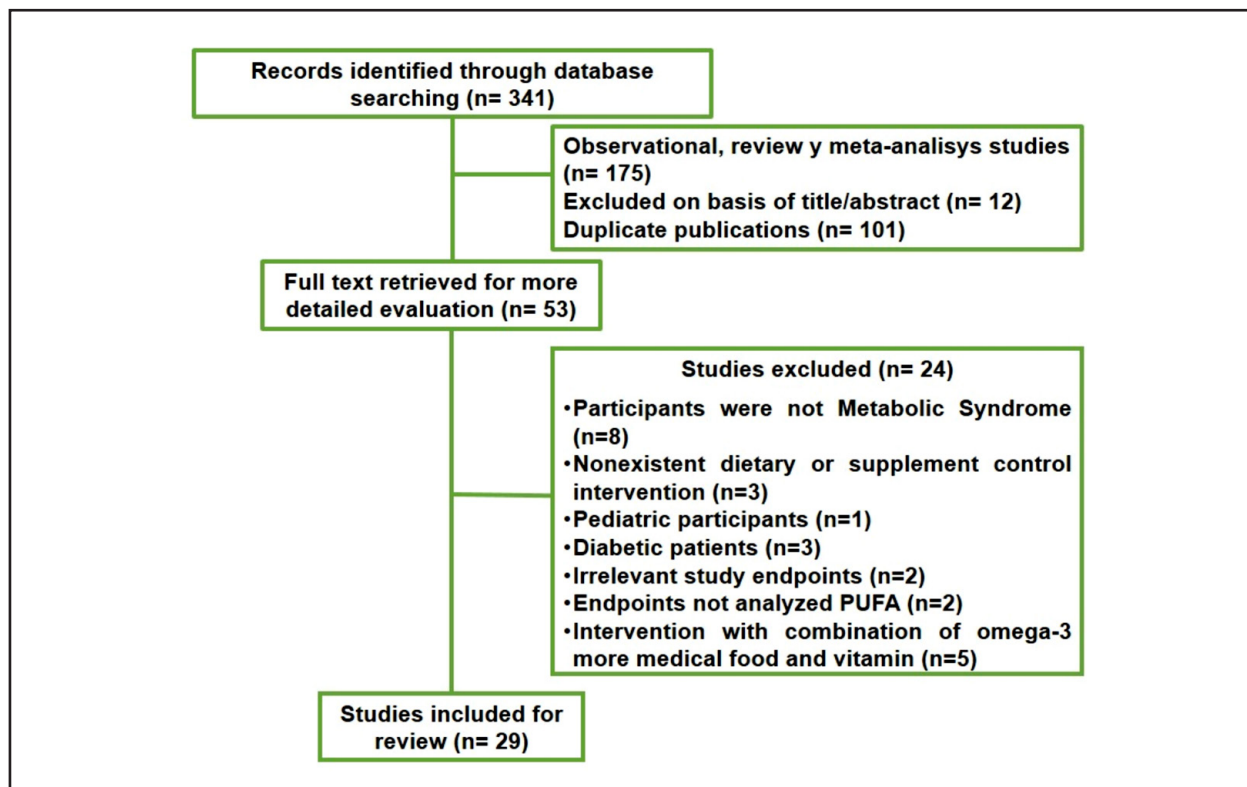 Records identified through database
searching (n= 341)
Observational, review y meta-analisys studies
(n= 175)
Excluded on basis of title/abstract (n= 12)
Duplicate publications (n= 101)
Full text retrieved for more
detailed evaluation (n= 53)
Studies excluded (n= 24)
•Participants were not Metabolic Syndrome
(n=8)
•Nonexistent dietary or supplement control
intervention (n=3)
•Pediatric participants (n=1)
•Diabetic patients (n=3)
•Irrelevant study endpoints (n=2)
•Endpoints not analyzed PUFA (n=2)
•Intervention with combination of omega-3
more medical food and vitamin (n=5)
Studies included for
review (n= 29)